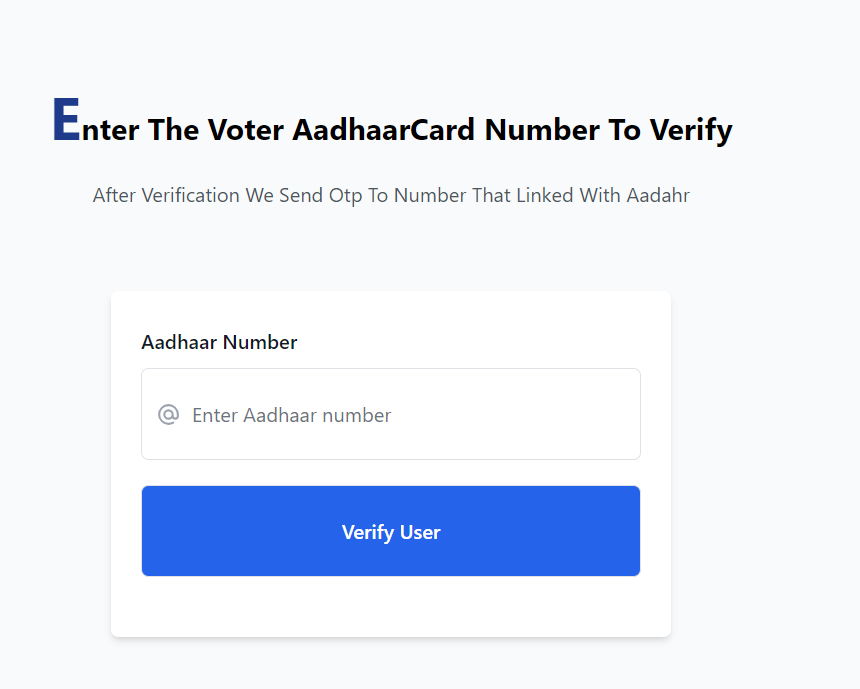 Enter The Voter AadhaarCard Number To Verify
After Verification We Send Otp To Number That Linked With Aadahr
Aadhaar Number
@ Enter Aadhaar number
Verify User